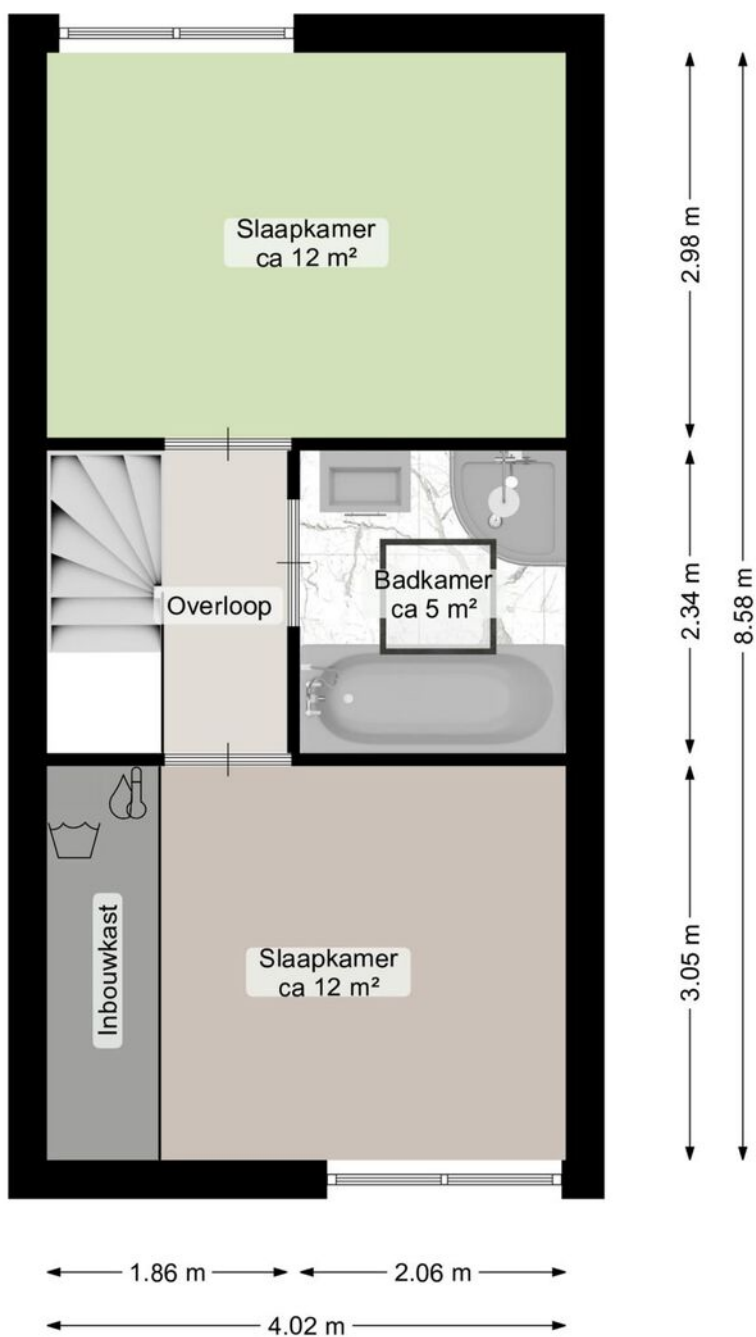 Slaapkamer
ca 12 m²
2.98 m
Overloop
Badkamer
ca 5 m²
2.34 m
8.58 m
Inbouwkast
Slaapkamer
ca 12 m²
3.05 m
1.86 m
2.06 m
4.02 m